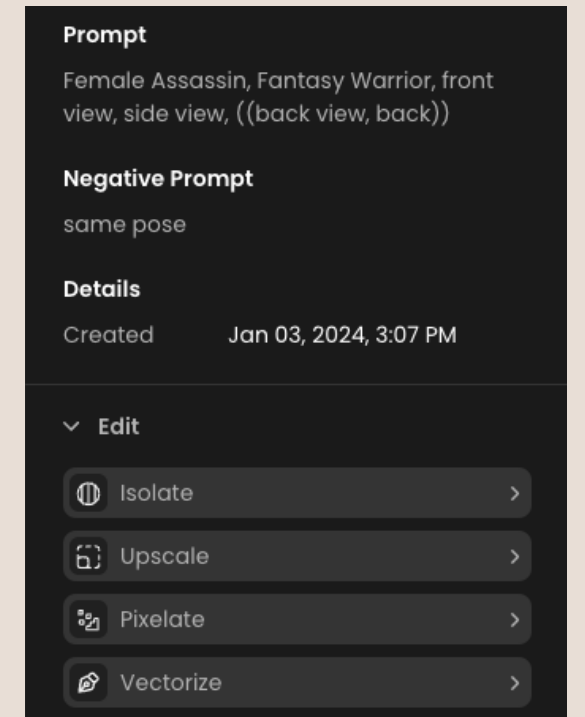 Prompt
Female Assassin, Fantasy Warrior, front
view, side view, ((back view, back))
Negative Prompt
same pose
Details
Created Jan 03, 2024, 3:07 PM
Edit
Isolate
Upscale
Pixelate
Vectorize